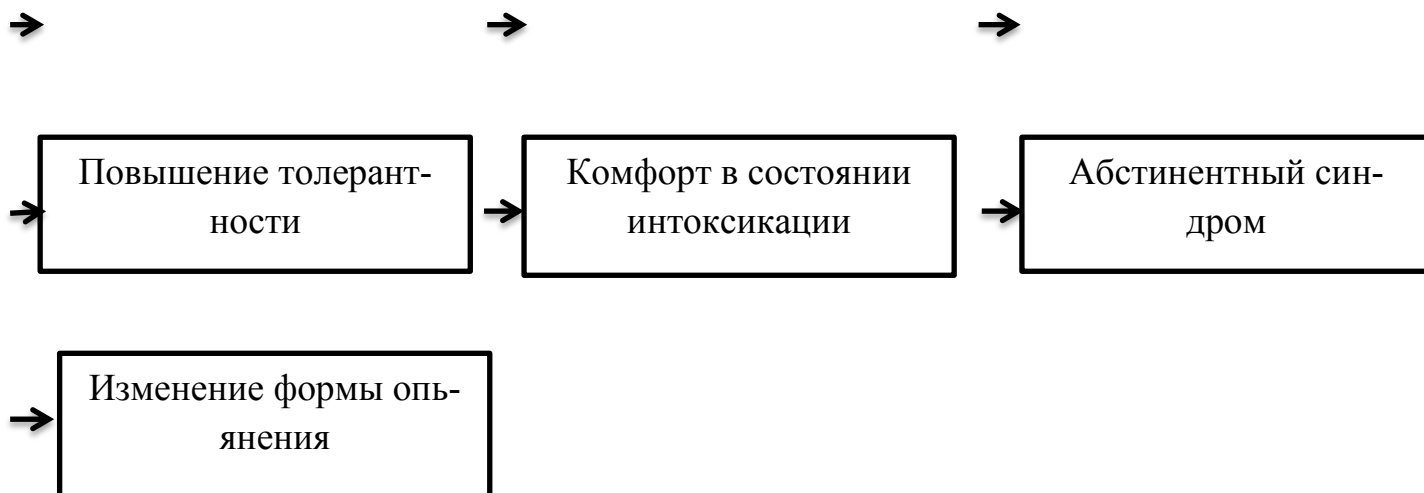 Повышение толерант-
ности
Комфорт в состоянии
интоксикации
Абстинентный син-
дром
Изменение формы опь-
янения